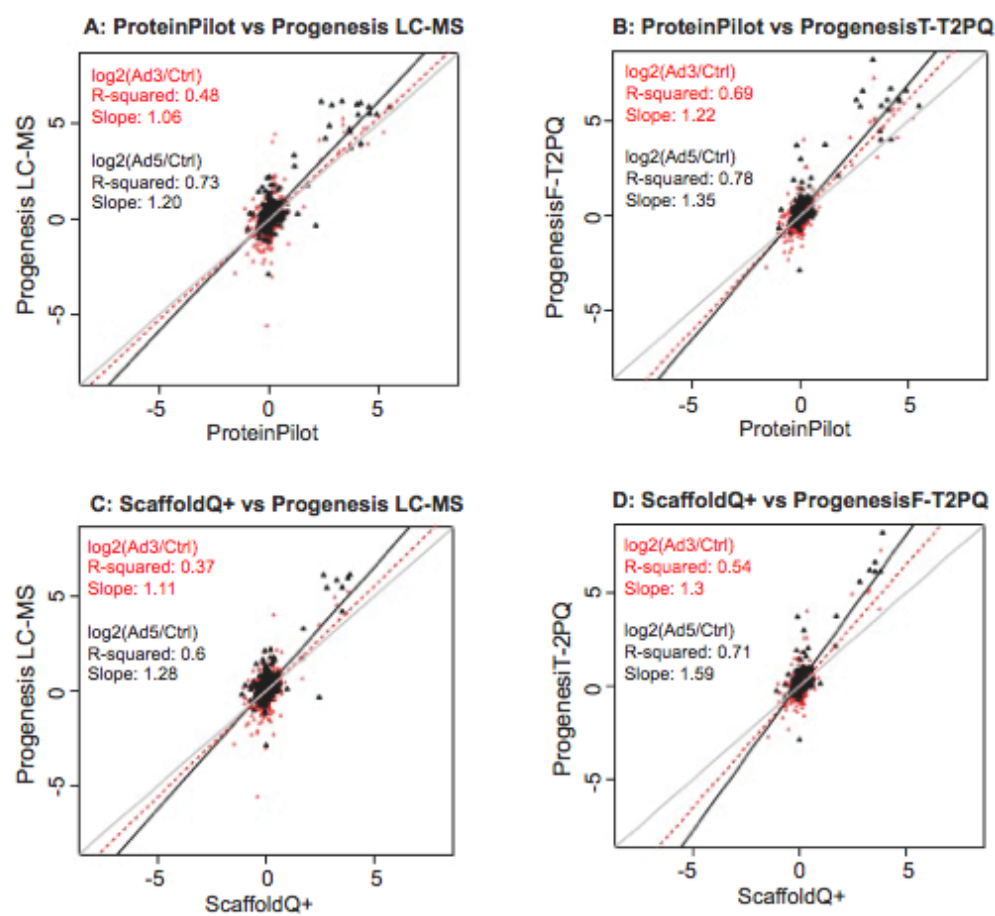 A: ProteinPilot vs Progenesis LC-MS
log2(Ad3/Ctrl)
R-squared: 0.48
Slope: 1.06
log2(Ad5/Ctrl)
R-squared: 0.73
Slope: 1.20
Progenesis LC-MS
5
0
-5
-5
0
5
ProteinPilot
B: ProteinPilot vs ProgenesisT-T2PQ
log2(Ad3/Ctrl)
R-squared: 0.69
Slope: 1.22
log2(Ad5/Ctrl)
R-squared: 0.78
Slope: 1.35
ProgenesisF-T2PQ
5
0
-5
-5
0
5
ProteinPilot
C: ScaffoldQ+ vs Progenesis LC-MS
log2(Ad3/Ctrl)
R-squared: 0.37
Slope: 1.11
log2(Ad5/Ctrl)
R-squared: 0.6
Slope: 1.28
Progenesis LC-MS
5
0
-5
-5
0
5
ScaffoldQ+
D: ScaffoldQ+ vs ProgenesisF-T2PQ
log2(Ad3/Ctrl)
R-squared: 0.54
Slope: 1.3
log2(Ad5/Ctrl)
R-squared: 0.71
Slope: 1.59
ProgenesiT-2PQ
5
0
-5
-5
0
5
ScaffoldQ+